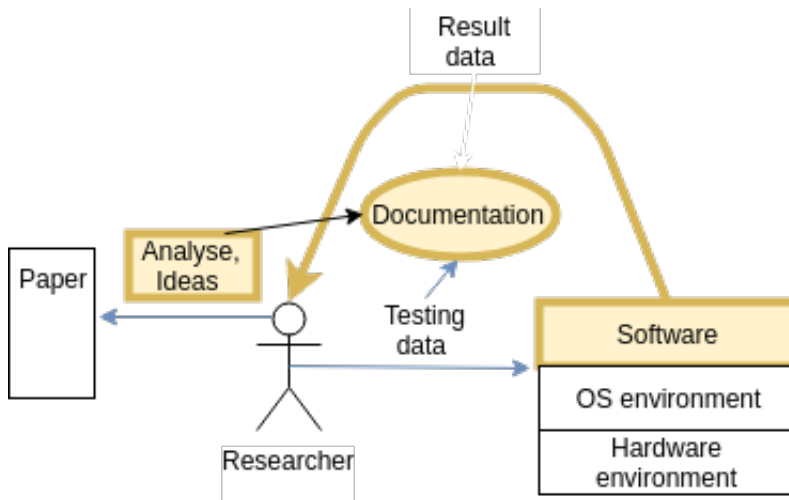 Result
data
Documentation
Analyse,
Ideas
Paper
Testing
data
Software
OS environment
Hardware
environment
Researcher